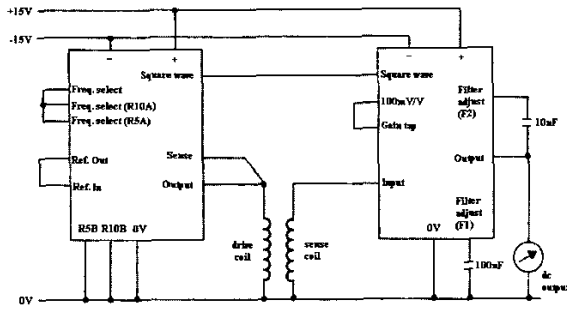 +15V
-15V
Square wave
Freq. select
Freq. select (R10A)
Freq. select (R5A)
Sense
Ref. Out
Output
Ref. In
R5B R10B 0V
0V
drive
coil
sense
coil
Square wave
Filter
adjust
(F2)
100mV/V
Gain tap
10nF
Output
Input
Filter
adjust
(F1)
0V
100nF
dc
output